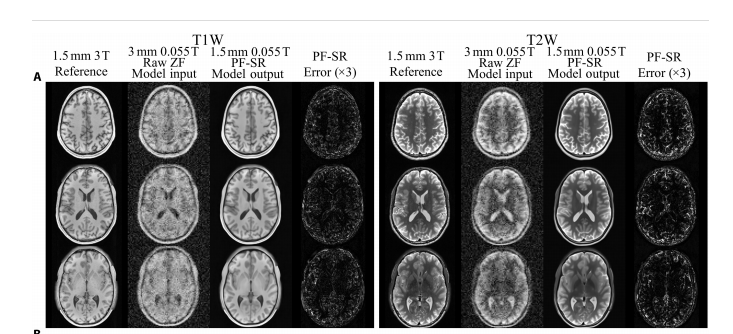 T1W
1.5 mm 3 T
Reference
3 mm 0.055 T
Raw ZF
Model input
1.5 mm 0.055 T
PF-SR
Model output
PF-SR
Error (×3)
T2W
1.5 mm 3 T
Reference
3 mm 0.055 T
Raw ZF
Model input
1.5 mm 0.055 T
PF-SR
Model output
PF-SR
Error (×3)
A